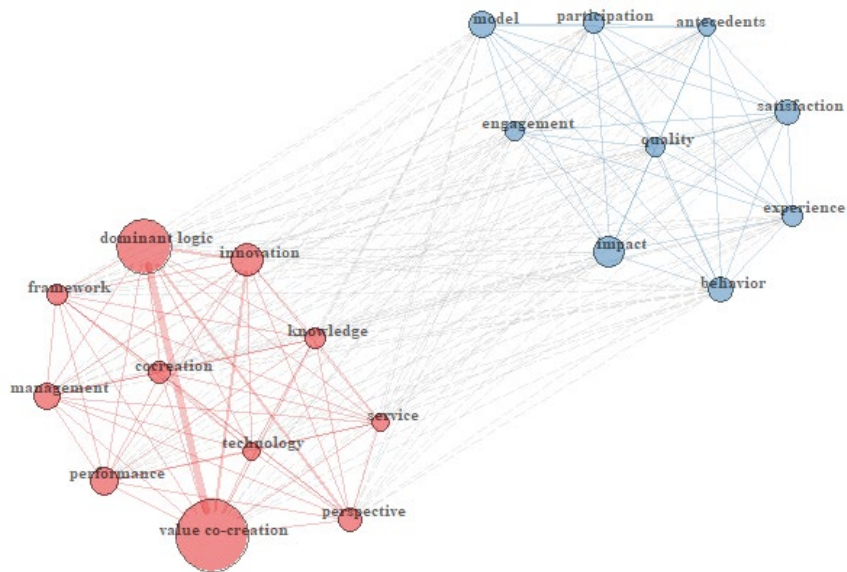 model
participation
antecedents
satisfaction
engagement
quality
experience
impact
behavior
dominant logic
innovation
framework
knowledge
cocreation
management
service
technology
performance
value co-creation
perspective